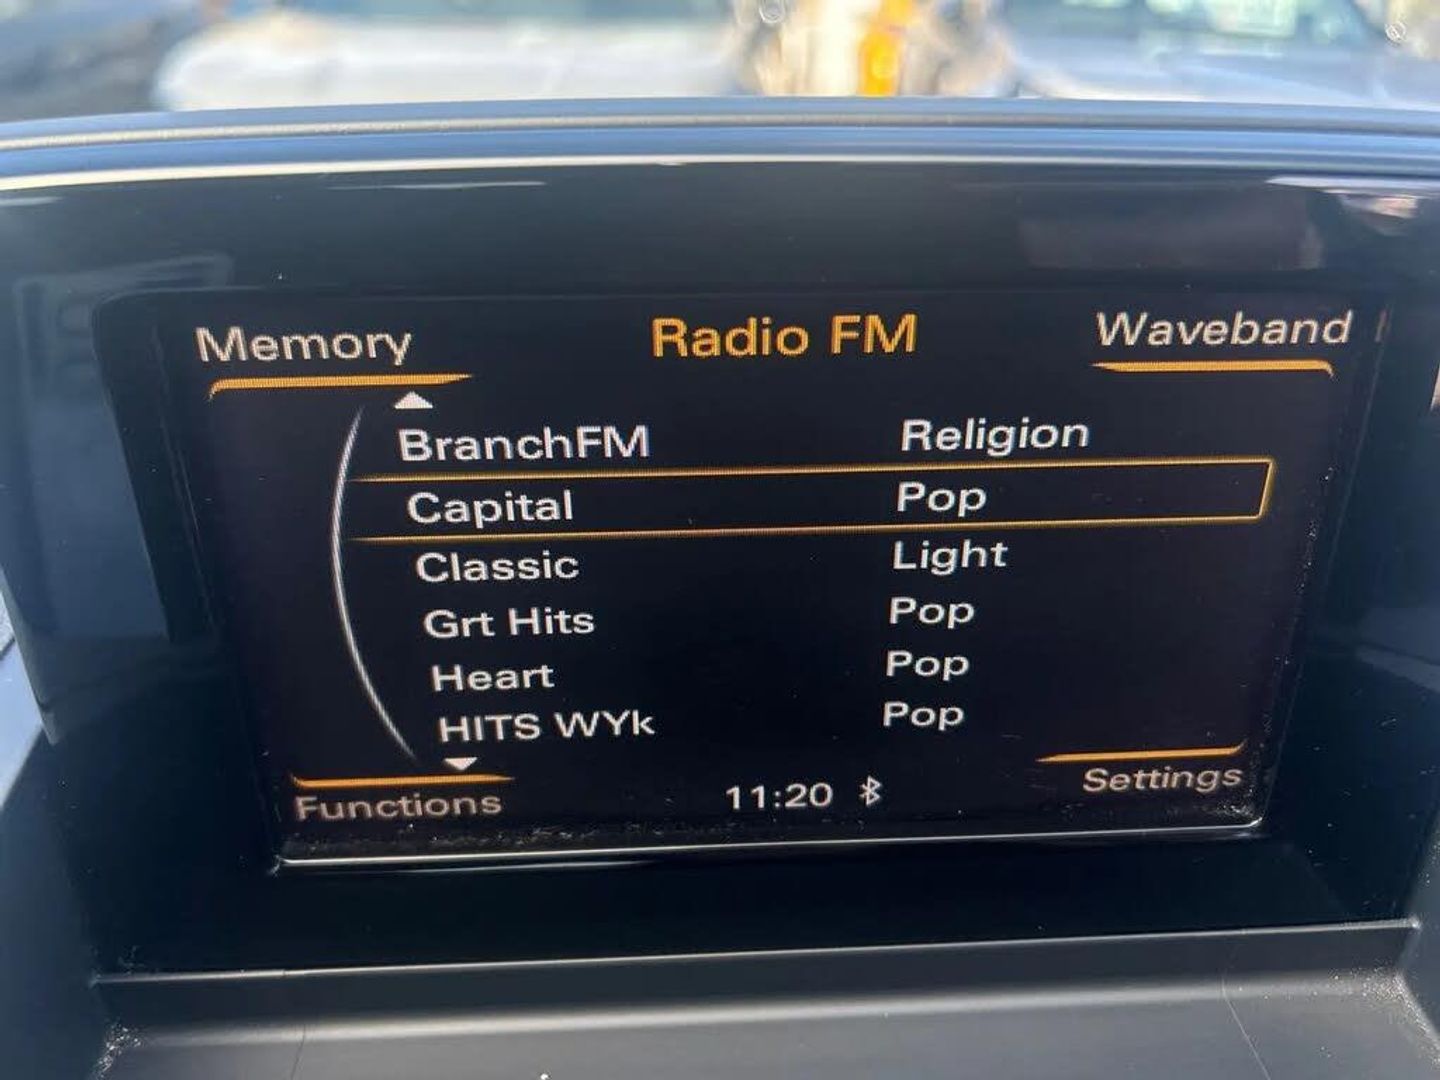 Memory Radio FM Waveband
BranchFM Religion
Capital Pop
Classic Light
Grt Hits Pop
Heart Pop
HITS WYk Pop
Functions 11:20 Settings